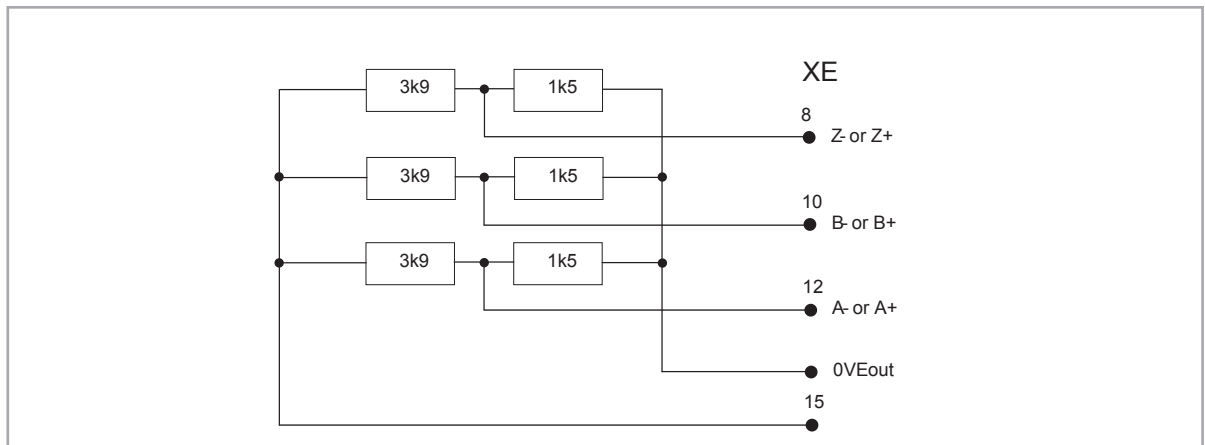 XE
3k9 1k5
8
Z- or Z+
3k9 1k5
10
B- or B+
3k9 1k5
12
A- or A+
0VEout
15